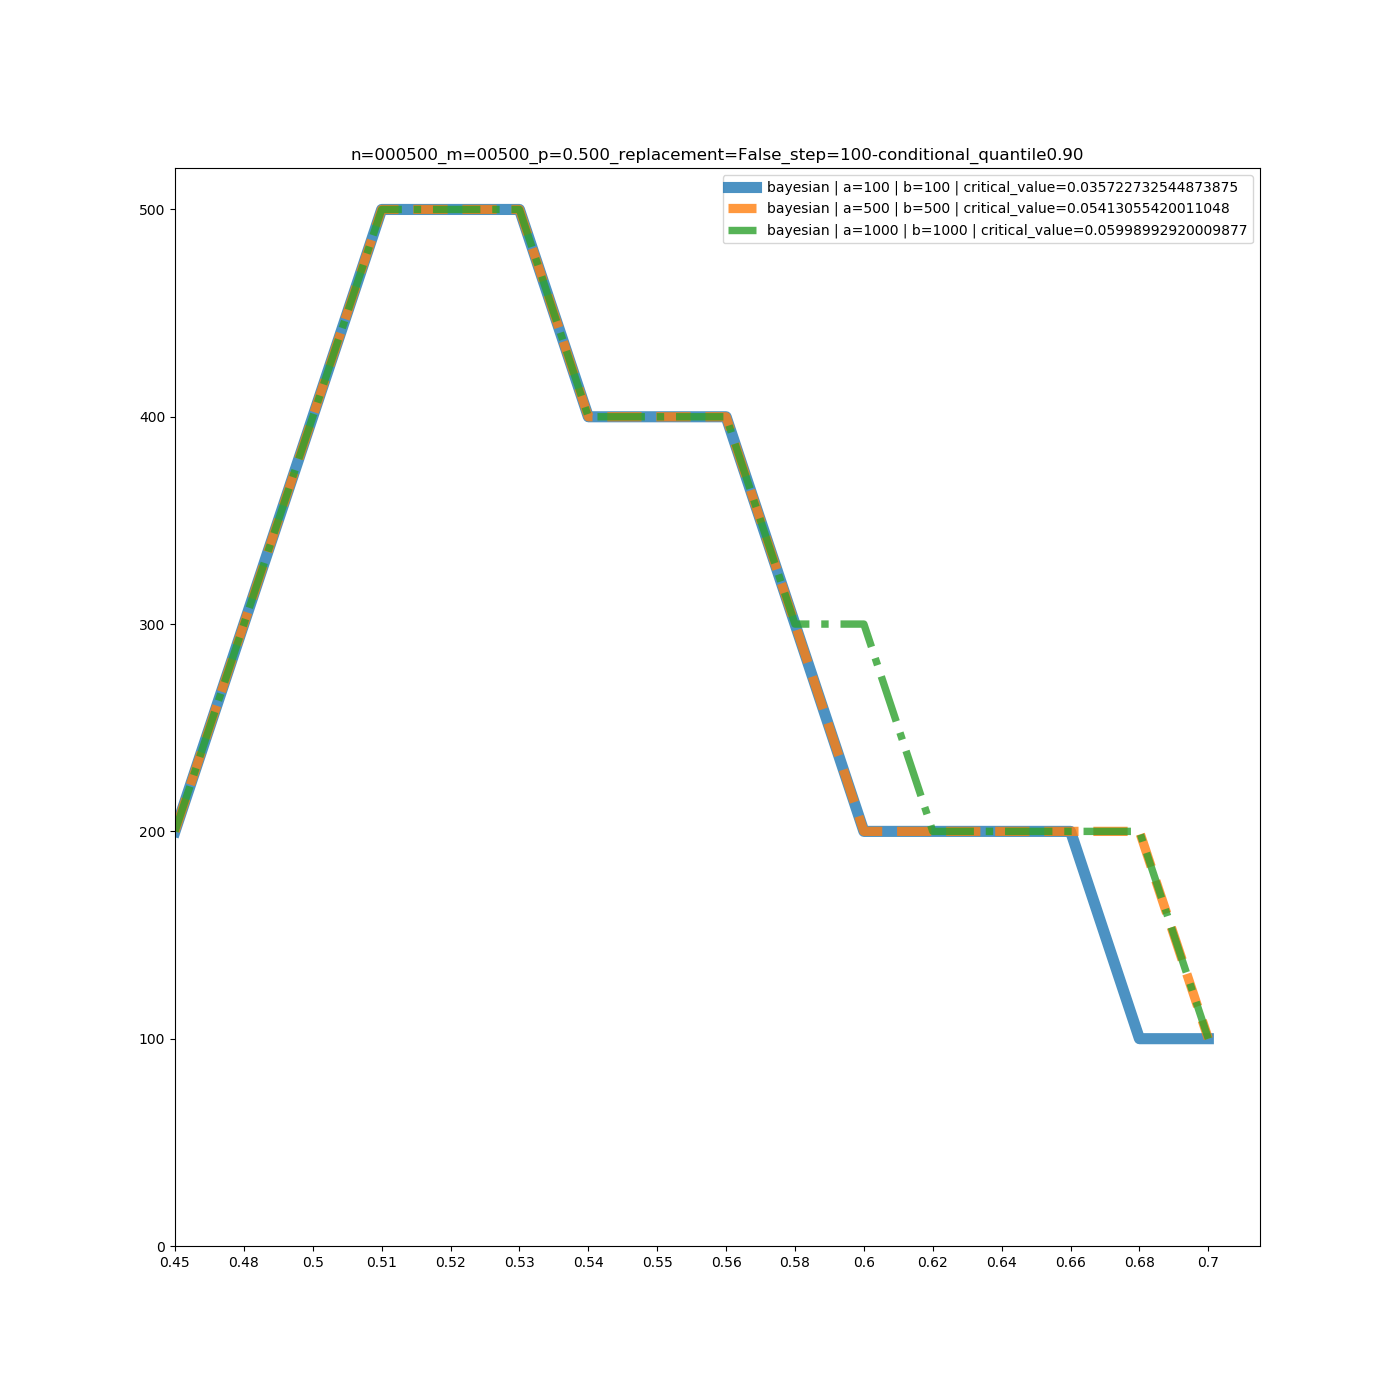 n=000500_m=00500_p=0.500_replacement=False_step=100-conditional_quantile0.90
bayesian | a=100 | b=100 | critical_value=0.035722732544873875
bayesian | a=500 | b=500 | critical_value=0.05413055420011048
bayesian | a=1000 | b=1000 | critical_value=0.05998992920009877
500
400
300
200
100
0
0.45 0.48 0.5 0.51 0.52 0.53 0.54 0.55 0.56 0.58 0.6 0.62 0.64 0.66 0.68 0.7